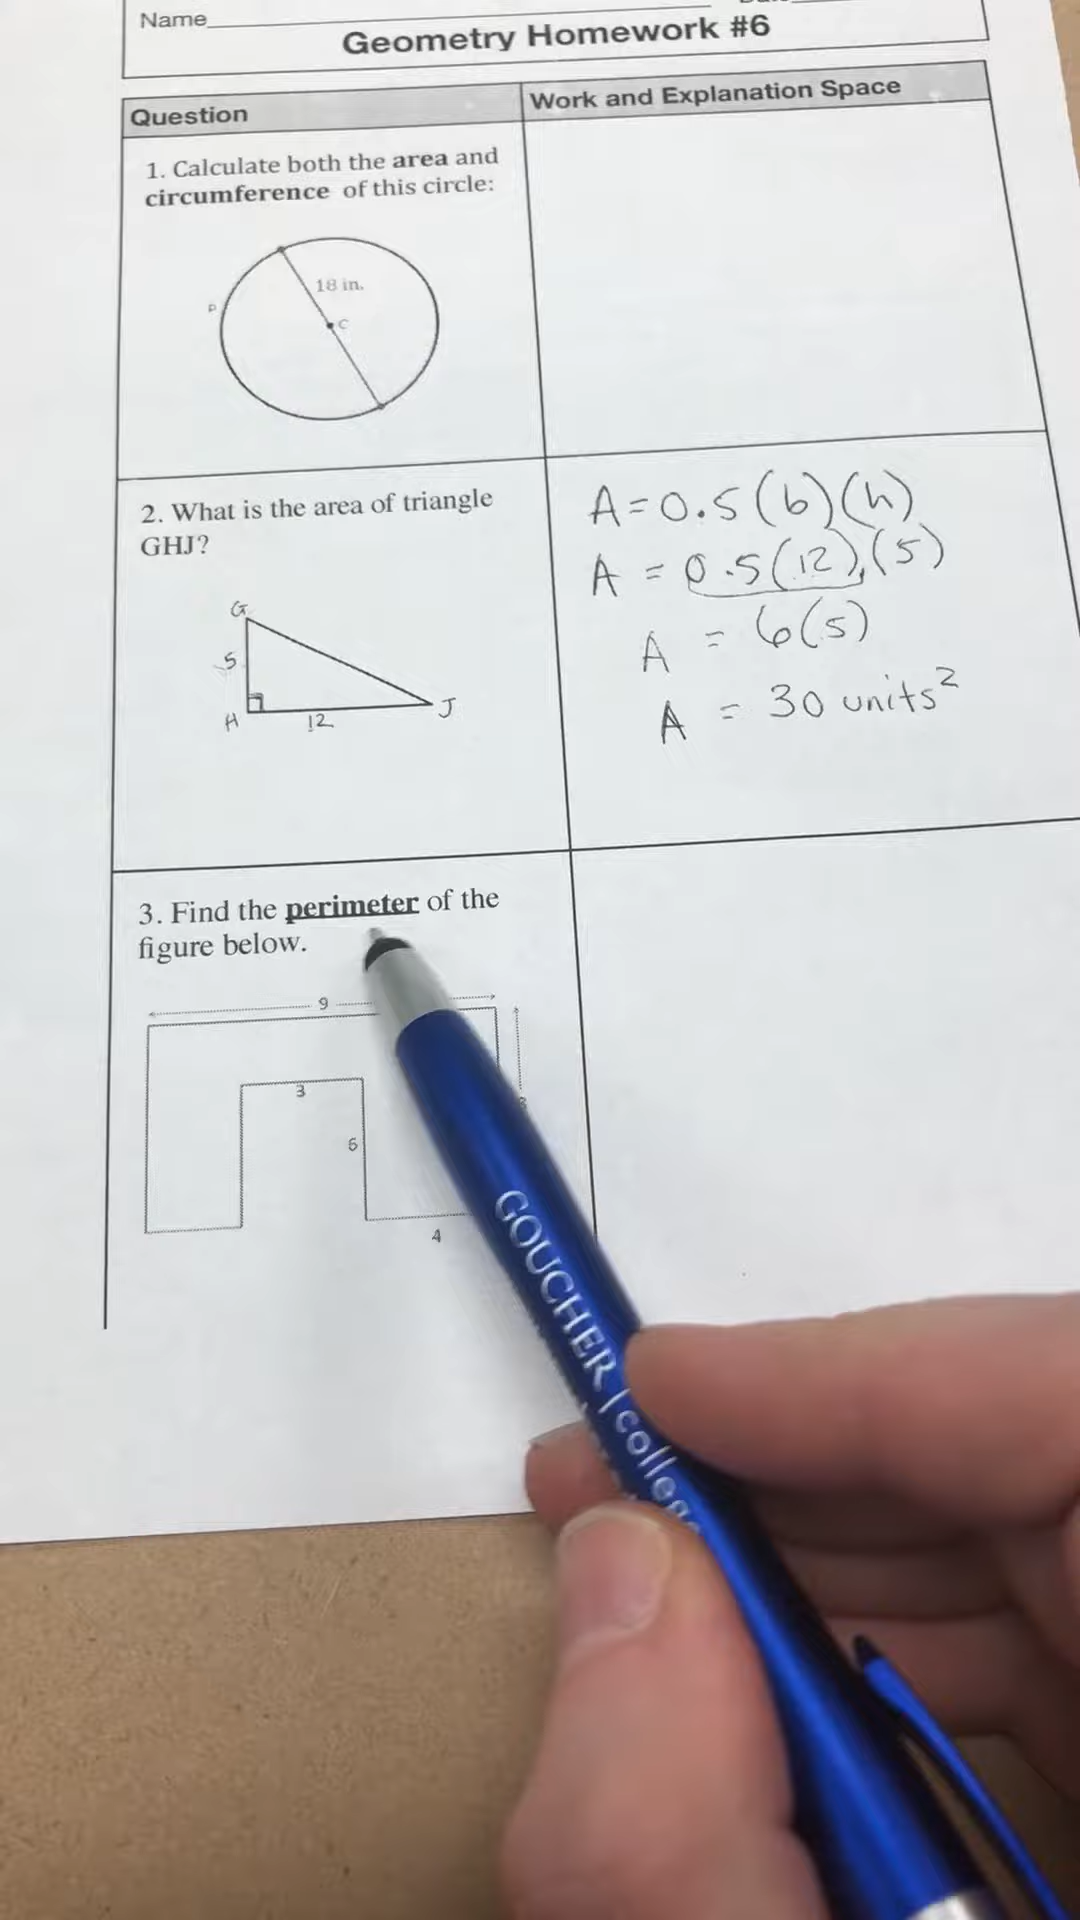 Name
Geometry Homework #6
Question
Work and Explanation Space
1. Calculate both the area and
circumference of this circle:
18 in.
P
C
2. What is the area of triangle
GHJ?
G
5
H
12
J
A = 0.5 (b)(h)
A = 0.5(12)(5)
A = 6(5)
A = 30 units²
3. Find the perimeter of the
figure below.
9
3
6
4
GOUCHER | college